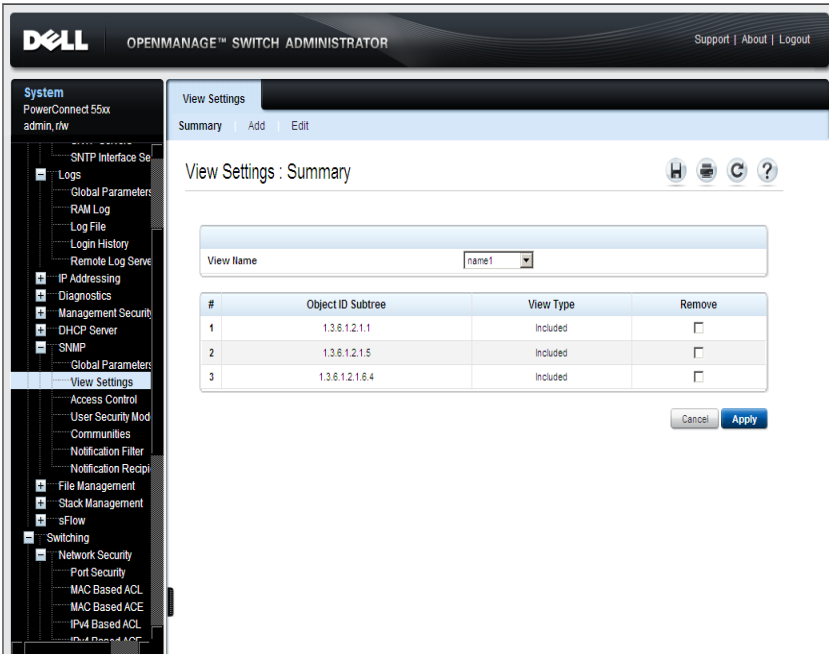 DELL
OPENMANAGE™ SWITCH ADMINISTRATOR
Support | About | Logout
System
PowerConnect 55xx
admin, r/w
SNTP Interface Se
Logs
Global Parameters
RAM Log
Log File
Login History
Remote Log Serve
IP Addressing
Diagnostics
Management Securit
DHCP Server
SNMP
Global Parameters
View Settings
Access Control
User Security Mod
Communities
Notification Filter
Notification Recipi
File Management
Stack Management
sFlow
Switching
Network Security
Port Security
MAC Based ACL
MAC Based ACE
IPv4 Based ACL
View Settings
Summary | Add | Edit
View Settings : Summary
View Name name1
# Object ID Subtree View Type Remove
1 1.3.6.1.2.1.1 Included
2 1.3.6.1.2.1.5 Included
3 1.3.6.1.2.1.6.4 Included
Cancel Apply